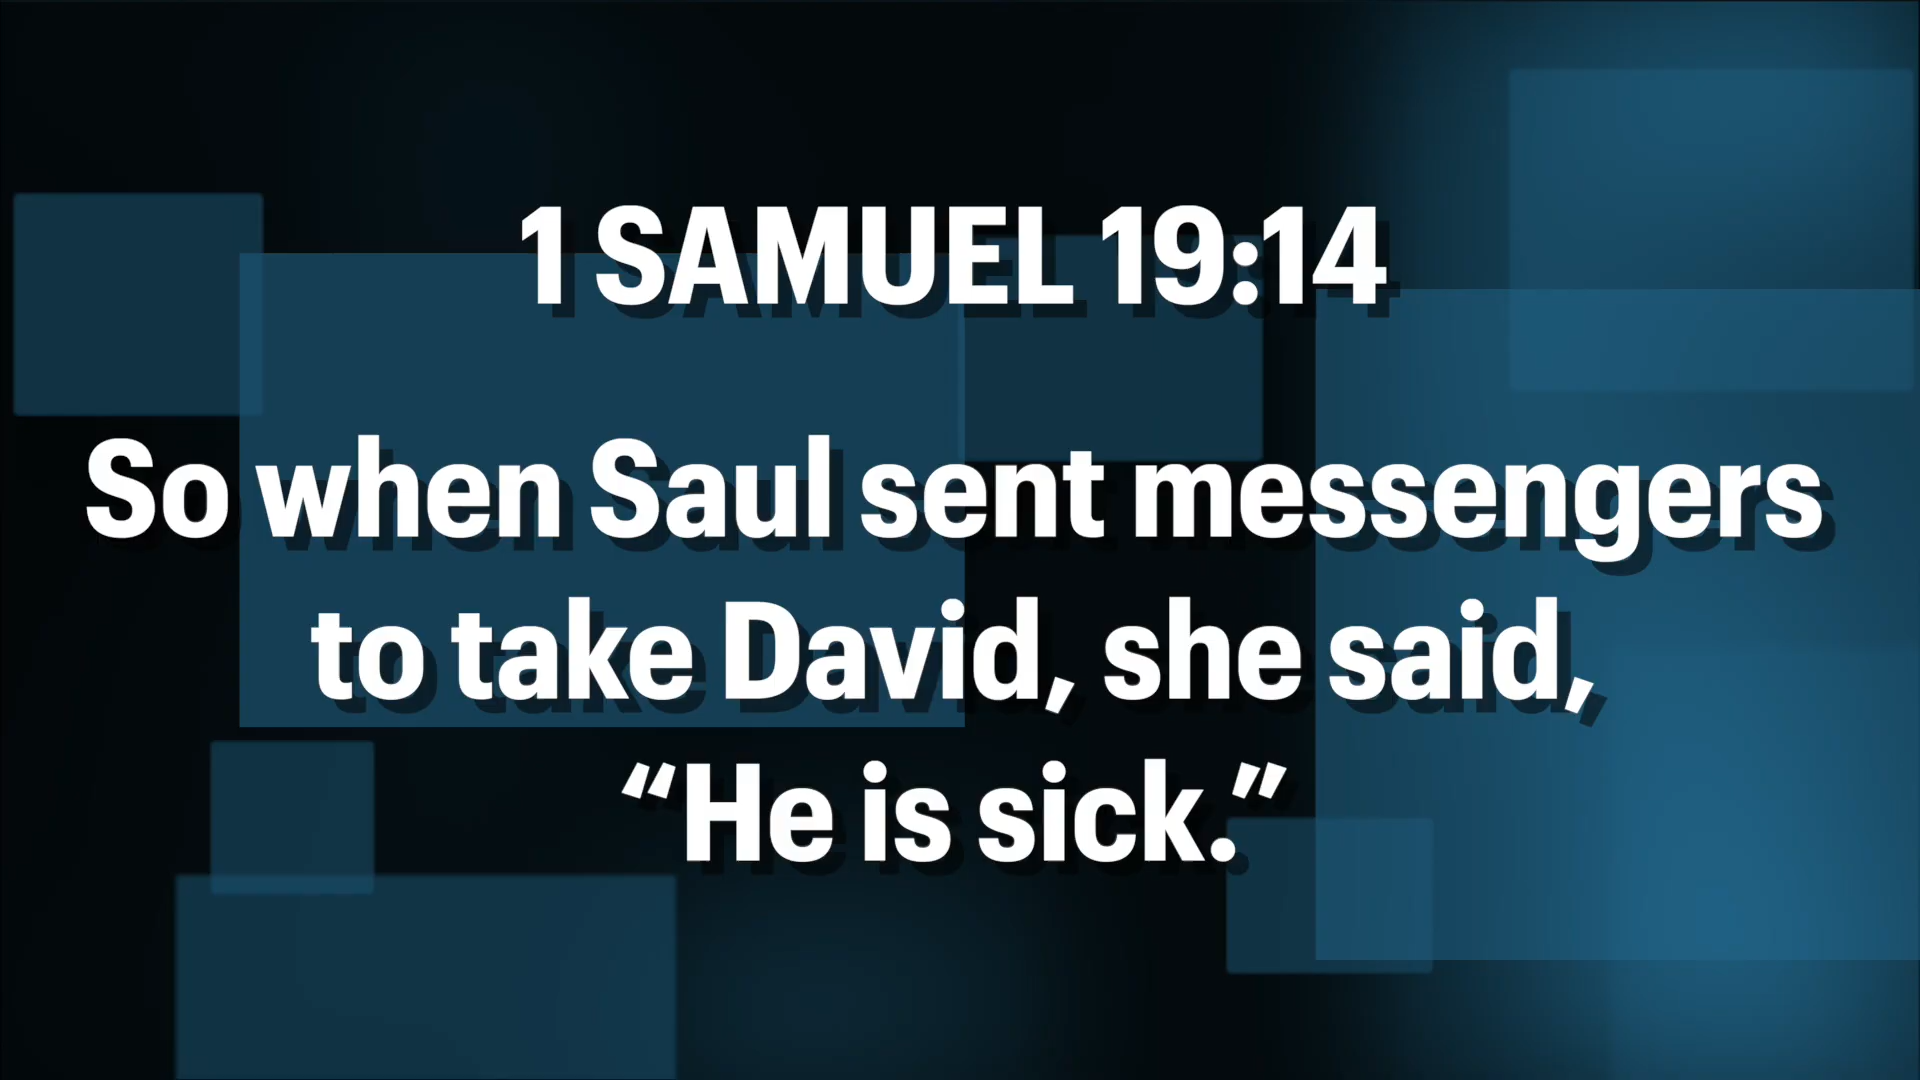 1 SAMUEL 19:14
So when Saul sent messengers
to take David, she said,
“He is sick.”